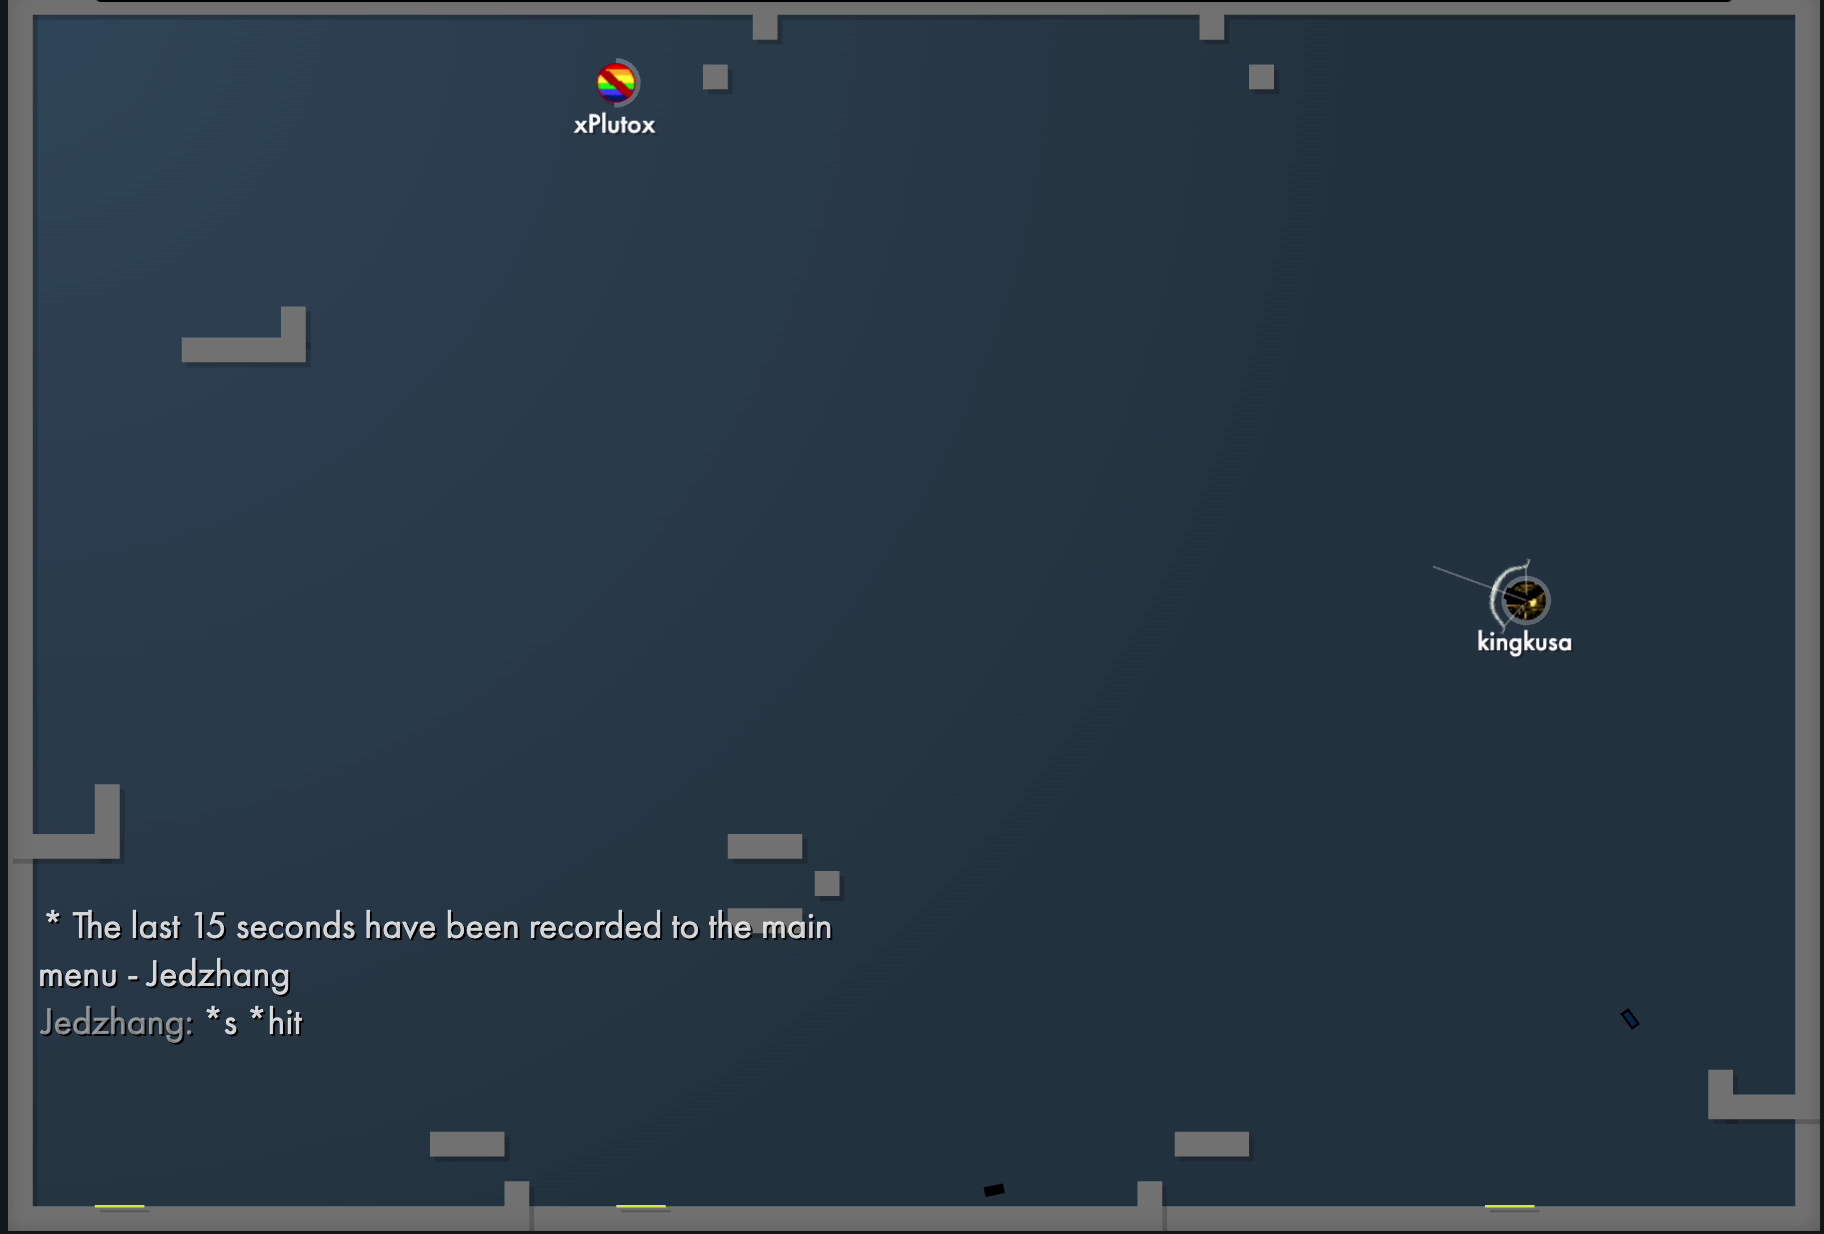 xPlutox
kingkusa
* The last 15 seconds have been recorded to the main
menu - Jedzhang
Jedzhang: *s *hit